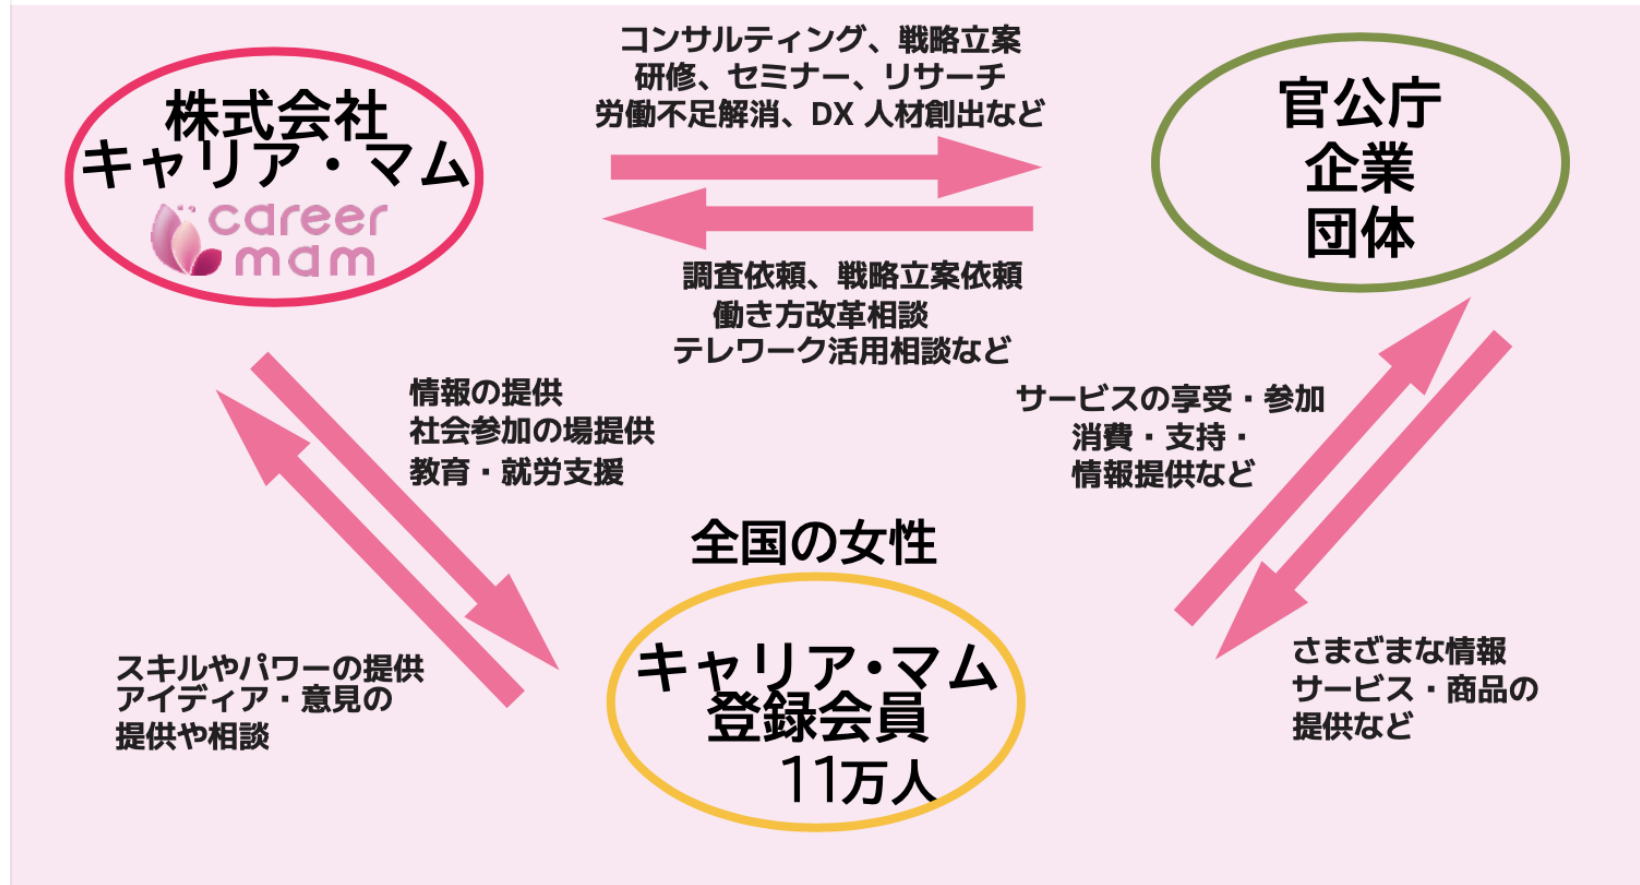 株式会社
キャリア・マム
career
mam
コンサルティング、戦略立案
研修、セミナー、リサーチ
労働不足解消、DX 人材創出など
官公庁
企業
団体
調査依頼、戦略立案依頼
働き方改革相談
テレワーク活用相談など
情報の提供
社会参加の場提供
教育・就労支援
サービスの享受・参加
消費・支持・
情報提供など
全国の女性
キャリア・マム
登録会員
11万人
スキルやパワーの提供
アイディア・意見の
提供や相談
さまざまな情報
サービス・商品の
提供など